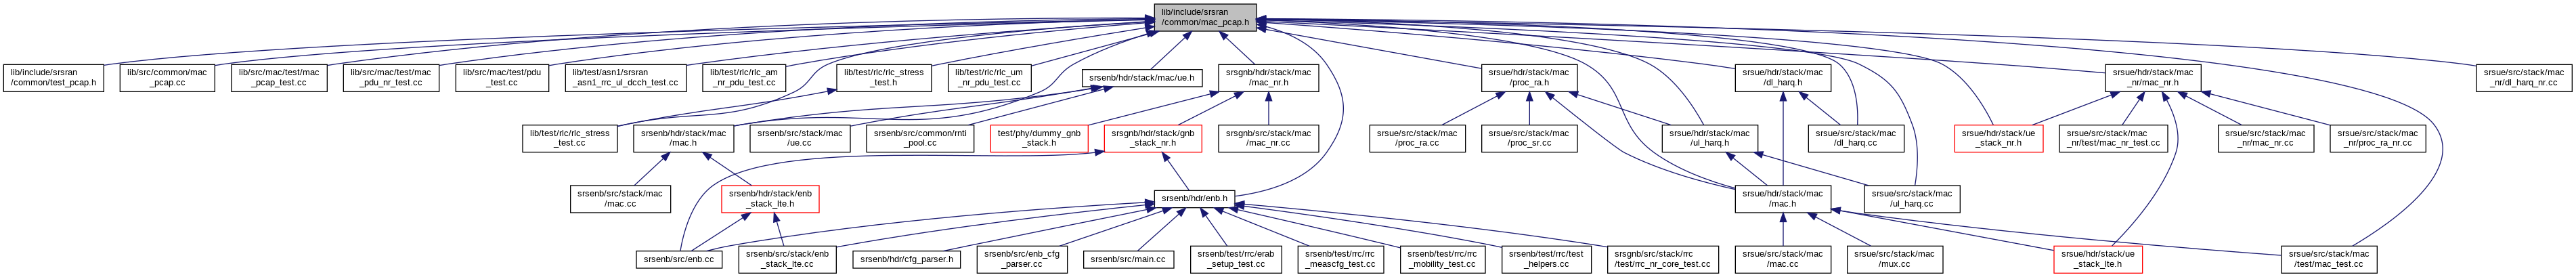 lib/include/srsran
/common/mac_pcap.h
lib/include/srsran
/common/test_pcap.h
lib/src/common/mac
_pcap.cc
lib/src/mac/test/mac
_pcap_test.cc
lib/src/mac/test/mac
_pdu_nr_test.cc
lib/src/mac/test/pdu
_test.cc
lib/test/asn1/srsran
_asn1_rrc_ul_dcch_test.cc
lib/test/rlc/rlc_am
_nr_pdu_test.cc
lib/test/rlc/rlc_stress
_test.h
lib/test/rlc/rlc_um
_nr_pdu_test.cc
srsenb/hdr/stack/mac/ue.h
srsgnb/hdr/stack/mac
/mac_nr.h
srsue/hdr/stack/mac
/proc_ra.h
srsue/hdr/stack/mac
/dl_harq.h
srsue/hdr/stack/mac
_nr/mac_nr.h
srsue/src/stack/mac
_nr/dl_harq_nr.cc
lib/test/rlc/rlc_stress
_test.cc
srsenb/hdr/stack/mac
/mac.h
srsenb/src/stack/mac
/ue.cc
srsenb/src/common/rnti
_pool.cc
test/phy/dummy_gnb
_stack.h
srsgnb/hdr/stack/gnb
_stack_nr.h
srsgnb/src/stack/mac
/mac_nr.cc
srsue/src/stack/mac
/proc_ra.cc
srsue/src/stack/mac
/proc_sr.cc
srsue/hdr/stack/mac
/ul_harq.h
srsue/src/stack/mac
/dl_harq.cc
srsue/hdr/stack/ue
_stack_nr.h
srsue/src/stack/mac
_nr/test/mac_nr_test.cc
srsue/src/stack/mac
_nr/mac_nr.cc
srsue/src/stack/mac
_nr/proc_ra_nr.cc
srsenb/src/stack/mac
/mac.cc
srsenb/hdr/stack/enb
_stack_lte.h
srsenb/hdr/enb.h
srsue/hdr/stack/mac
/mac.h
srsue/src/stack/mac
/ul_harq.cc
srsenb/src/enb.cc
srsenb/src/stack/enb
_stack_lte.cc
srsenb/hdr/cfg_parser.h
srsenb/src/enb_cfg
_parser.cc
srsenb/src/main.cc
srsenb/test/rrc/erab
_setup_test.cc
srsenb/test/rrc/rrc
_meascfg_test.cc
srsenb/test/rrc/rrc
_mobility_test.cc
srsenb/test/rrc/test
_helpers.cc
srsgnb/src/stack/rrc
/test/rrc_nr_core_test.cc
srsue/src/stack/mac
/mac.cc
srsue/src/stack/mac
/mux.cc
srsue/hdr/stack/ue
_stack_lte.h
srsue/src/stack/mac
/test/mac_test.cc